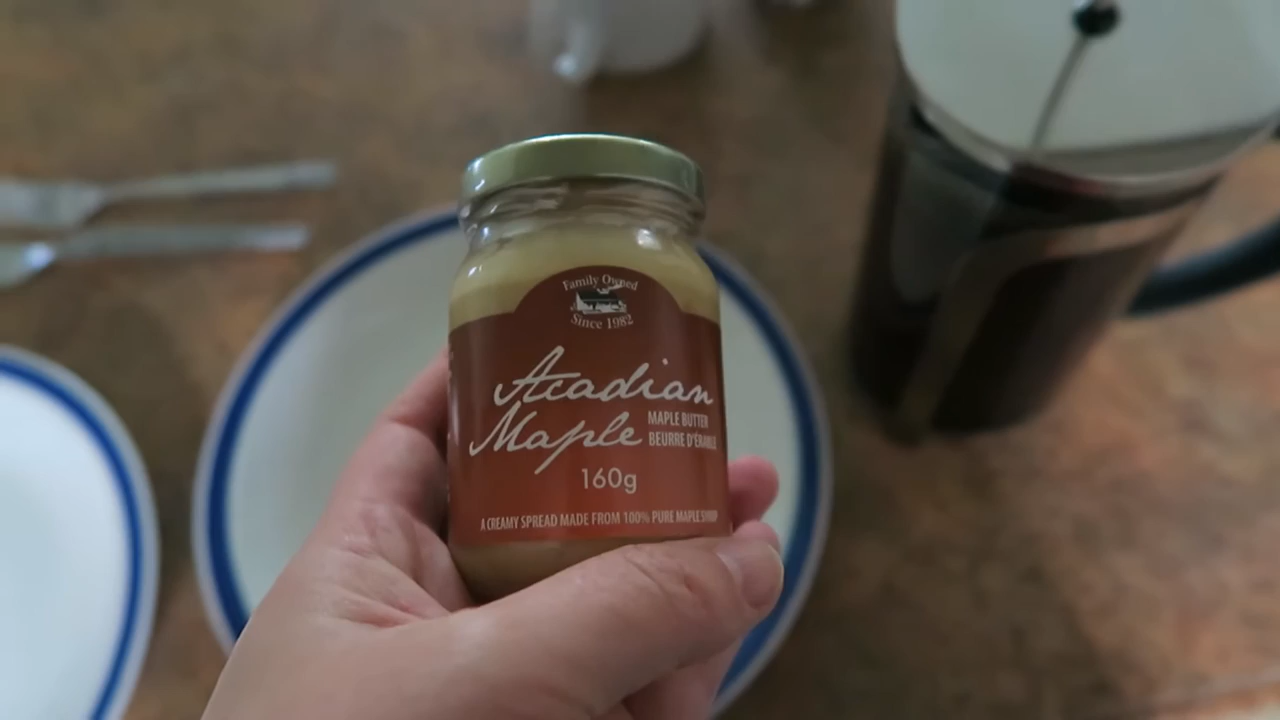 Family Owned
Since 1982
Acadian
Maple
MAPLE BUTTER
BEURRE D'ÉRABLE
160g
A CREAMY SPREAD MADE FROM 100% PURE MAPLE SYRUP